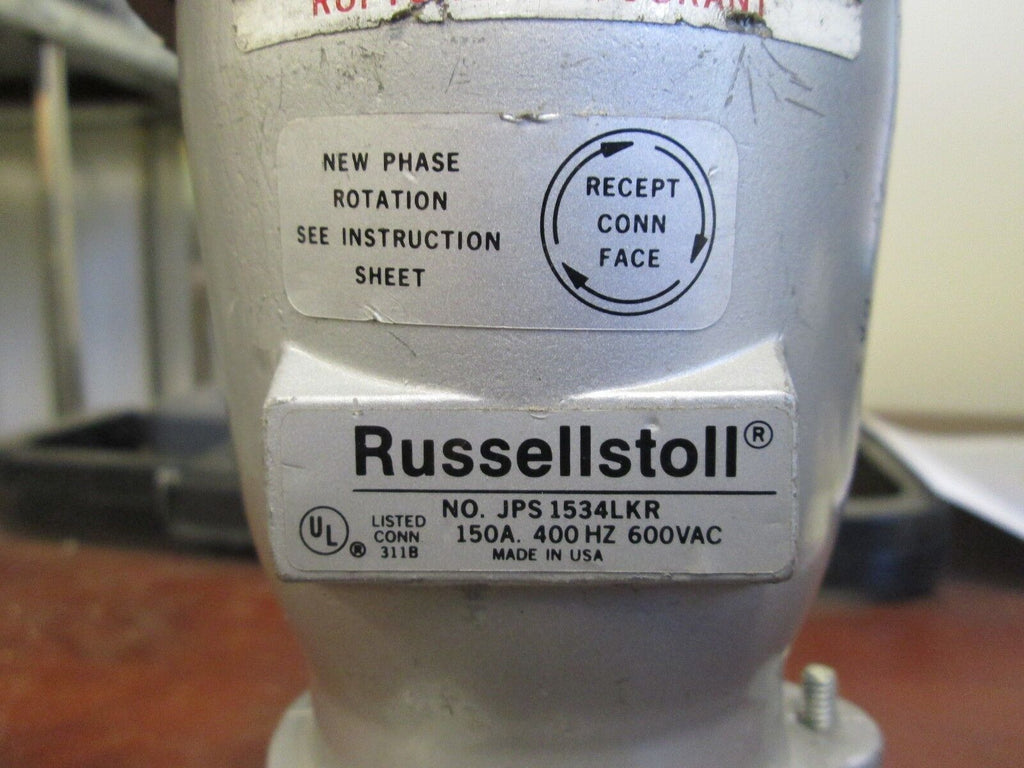 NEW PHASE
ROTATION
SEE INSTRUCTION
SHEET
RECEPT
CONN
FACE
Russellstoll®
NO. JPS 1534LKR
150A. 400 HZ 600VAC
MADE IN USA
UL ®
LISTED
CONN
311B